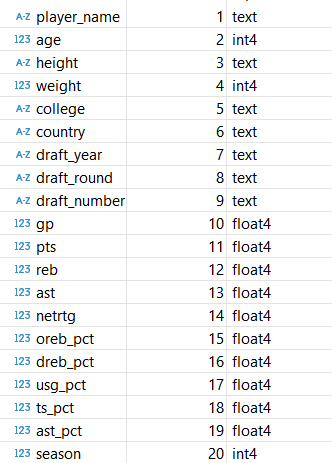 A-Z player_name 1 text
123 age 2 int4
A-Z height 3 text
123 weight 4 int4
A-Z college 5 text
A-Z country 6 text
A-Z draft_year 7 text
A-Z draft_round 8 text
A-Z draft_number 9 text
123 gp 10 float4
123 pts 11 float4
123 reb 12 float4
123 ast 13 float4
123 netrtg 14 float4
123 oreb_pct 15 float4
123 dreb_pct 16 float4
123 usg_pct 17 float4
123 ts_pct 18 float4
123 ast_pct 19 float4
123 season 20 int4